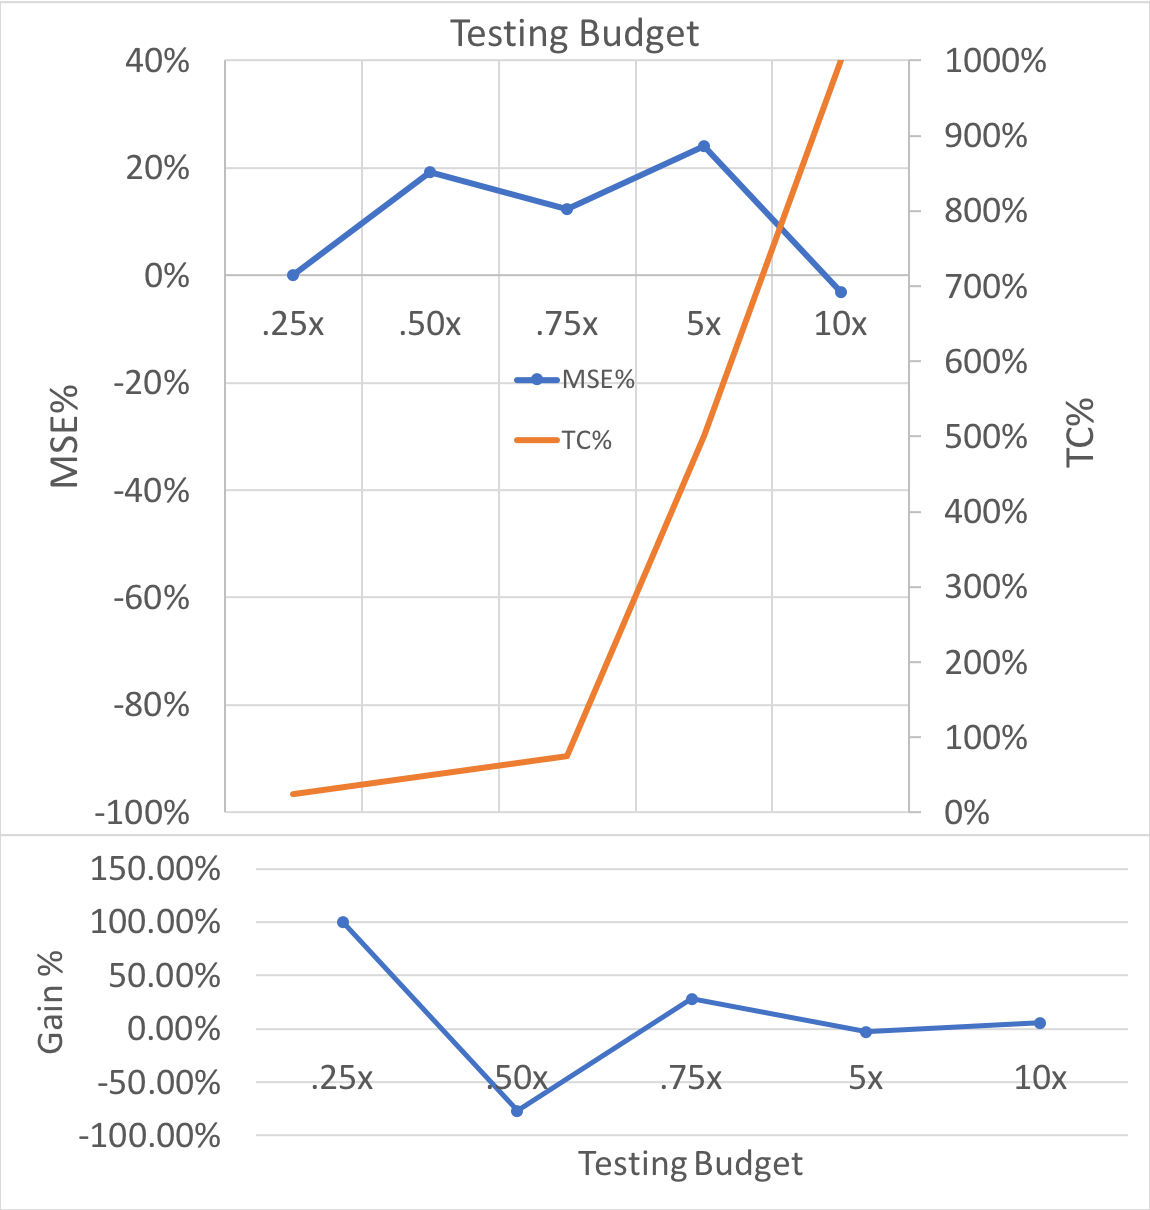 Testing Budget
40%
20%
0%
-20%
-40%
-60%
-80%
-100%
MSE%
1000%
900%
800%
700%
600%
500%
400%
300%
200%
100%
0%
TC%
.25x .50x .75x 5x 10x
MSE%
TC%
150.00%
100.00%
50.00%
0.00%
-50.00%
-100.00%
Gain %
.25x .50x .75x 5x 10x
Testing Budget